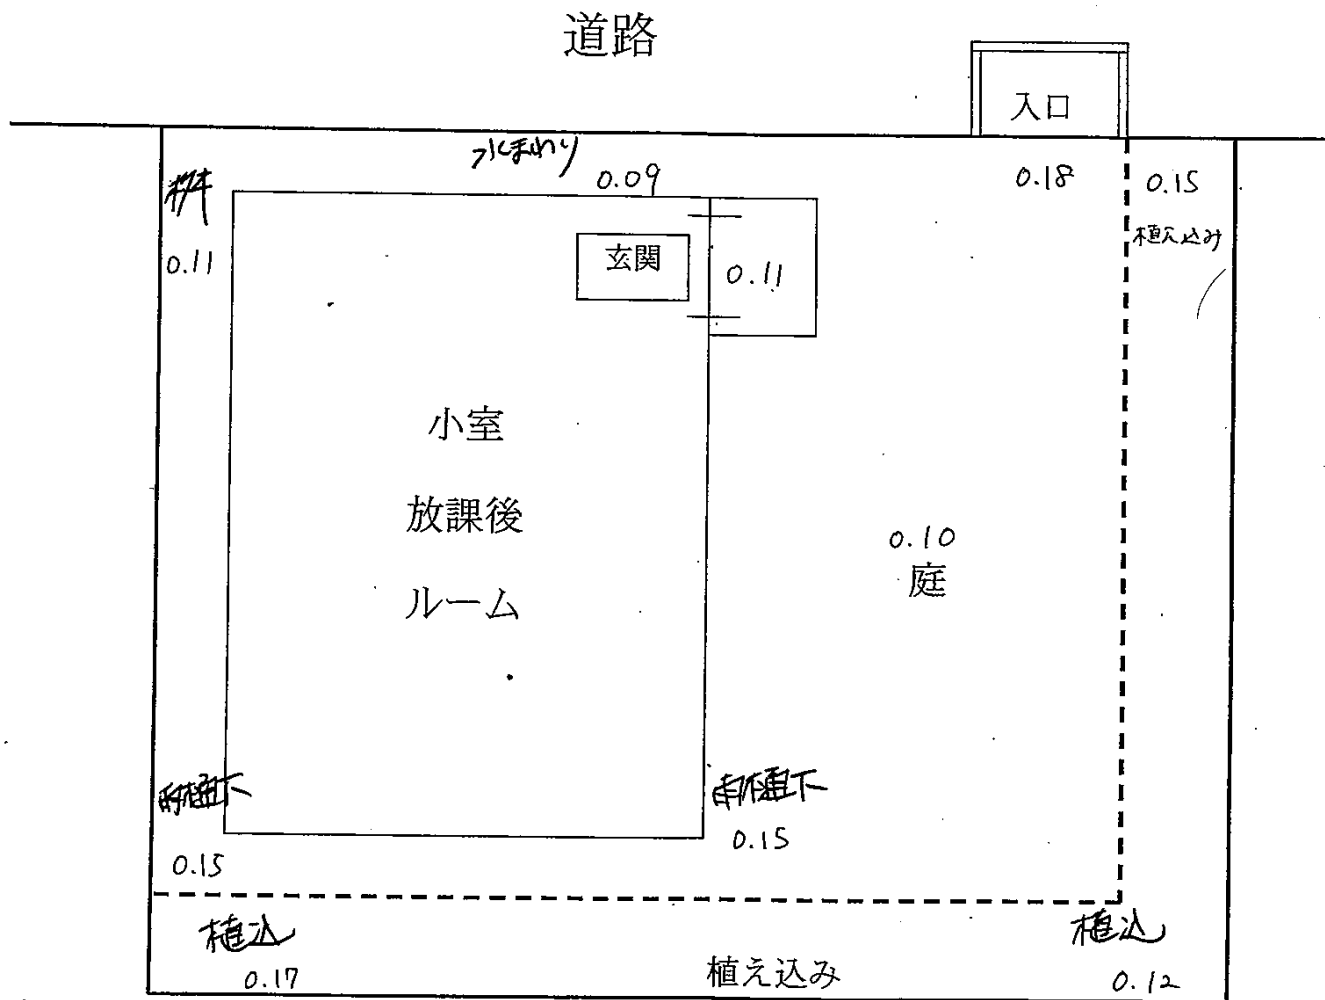 道路
入口
水まわり
0.09
0.18
0.15
植え込み
桝
0.11
玄関
0.11
小室
放課後
ルーム
0.10
庭
雨樋下
0.15
雨樋下
0.15
植込
0.17
植え込み
植込
0.12